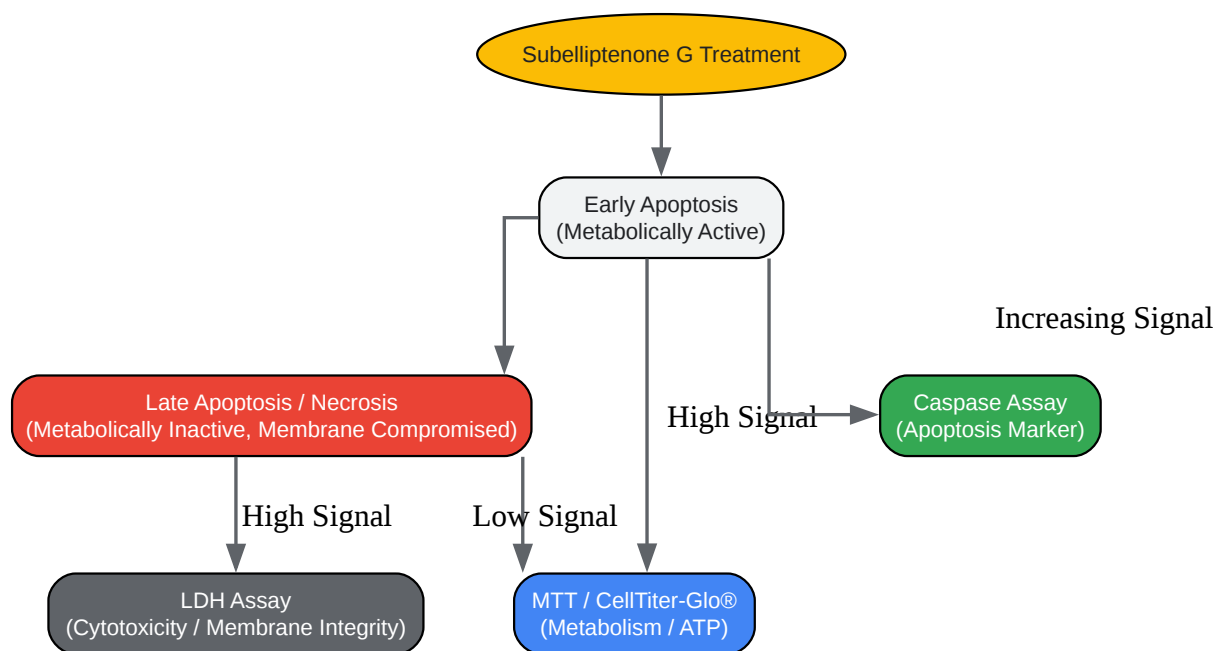 Subelliptenone G Treatment
Early Apoptosis
(Metabolically Active)
Increasing Signal
Late Apoptosis / Necrosis
(Metabolically Inactive, Membrane Compromised)
High Signal
Caspase Assay
(Apoptosis Marker)
High Signal
Low Signal
LDH Assay
(Cytotoxicity / Membrane Integrity)
MTT / CellTiter-Glo®
(Metabolism / ATP)